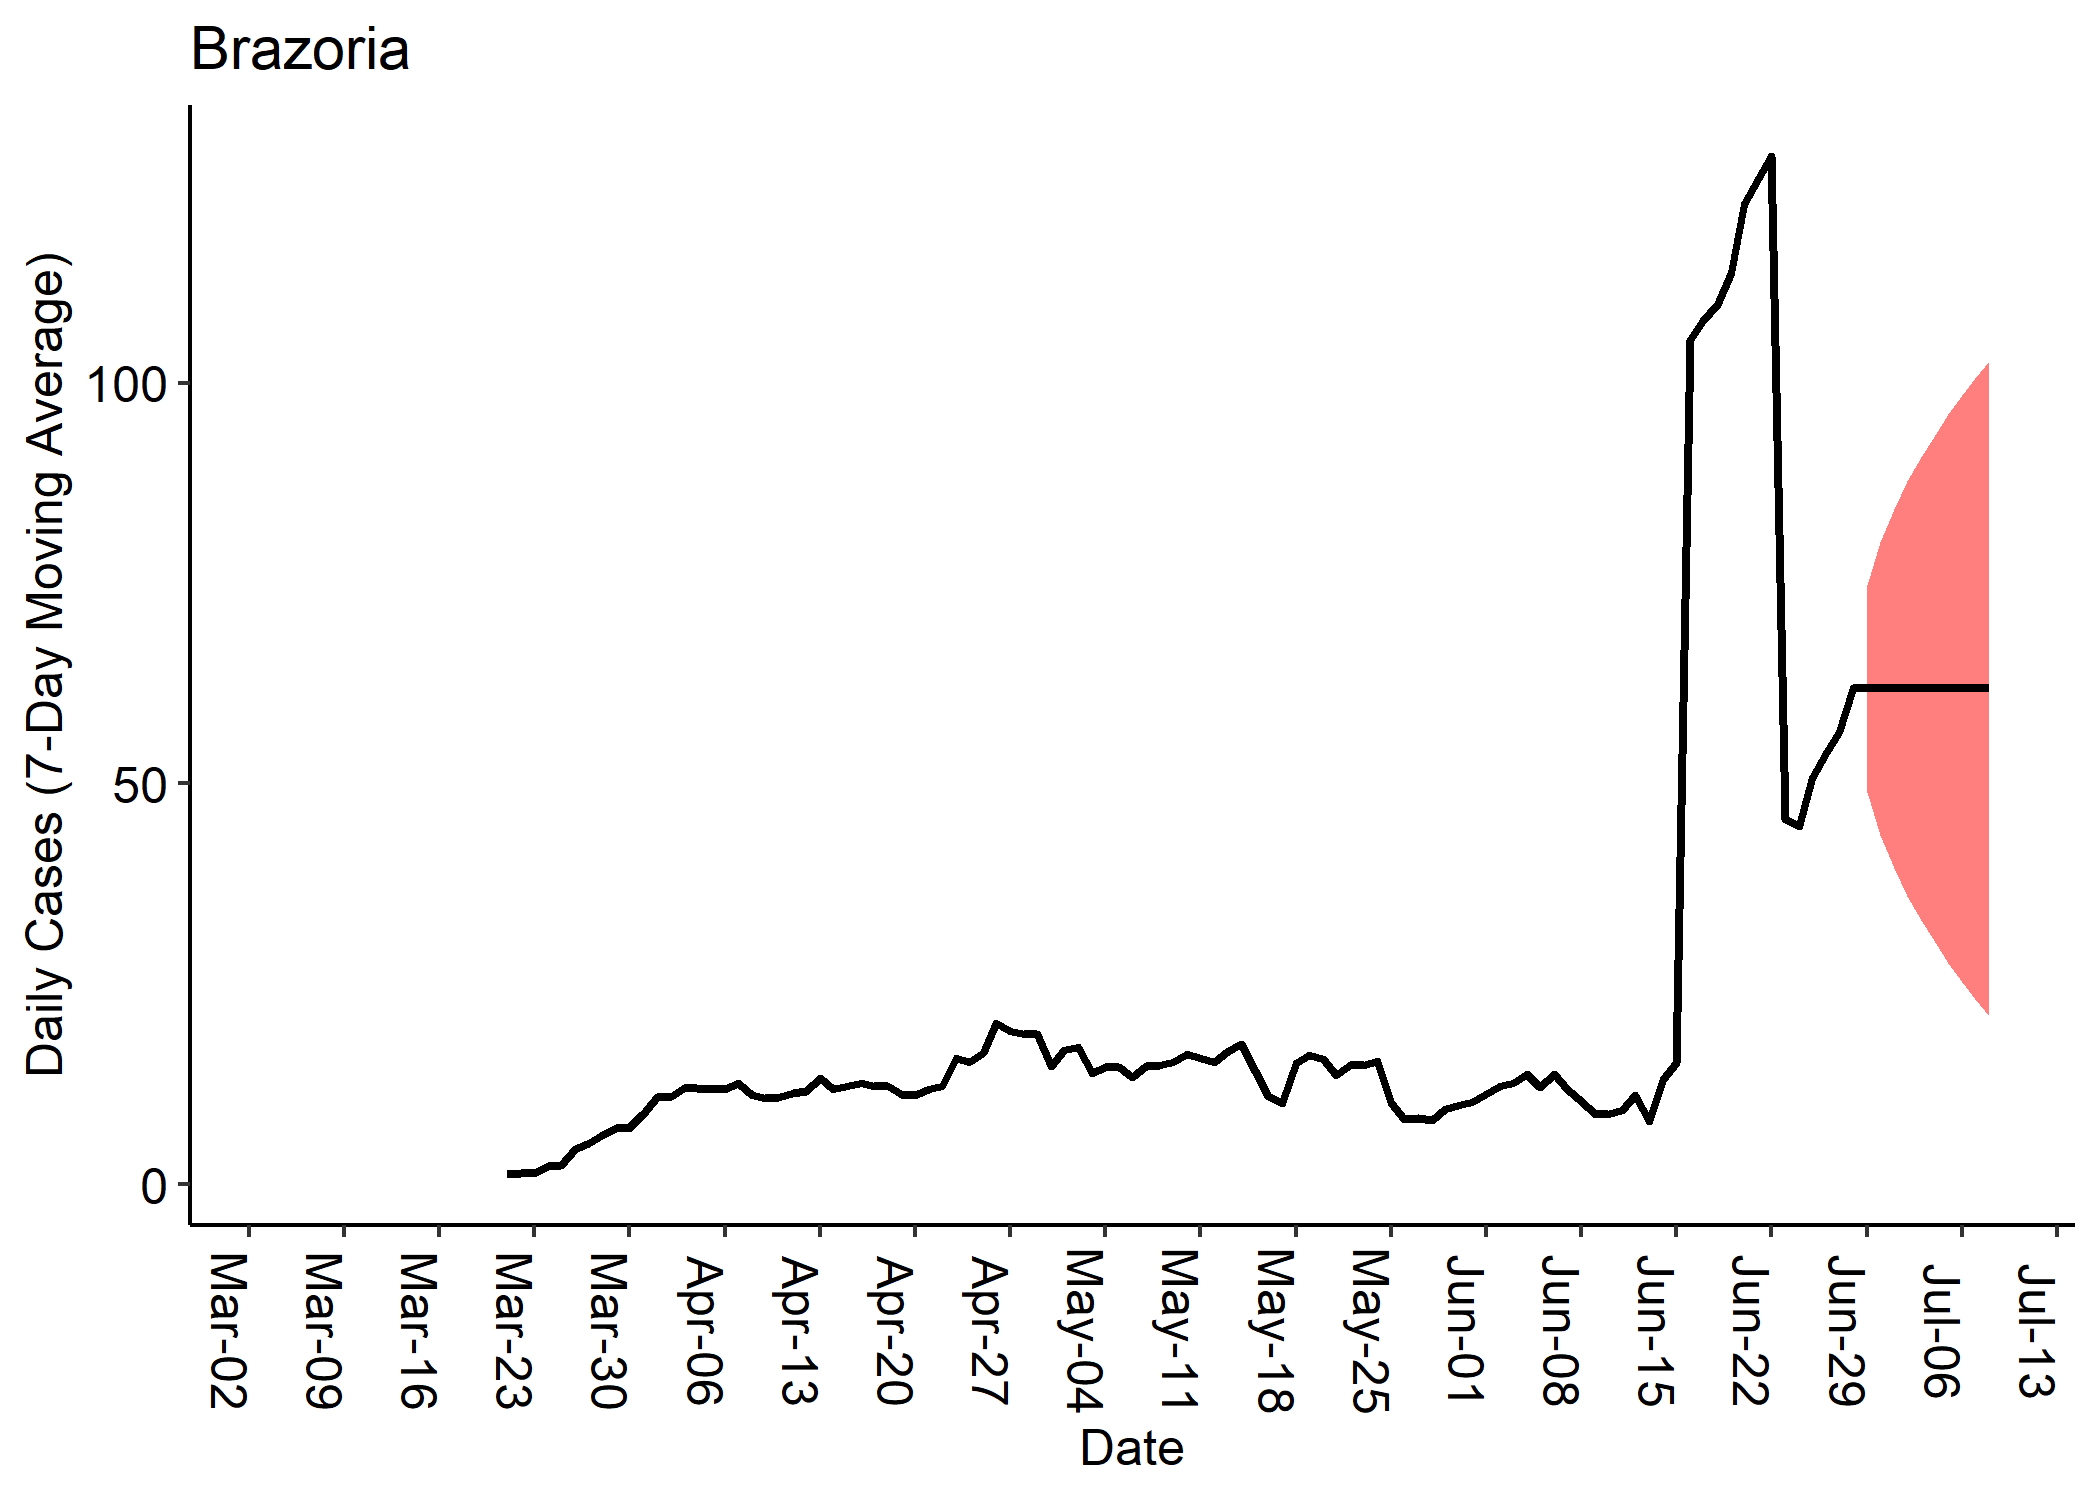 Brazoria
Daily Cases (7-Day Moving Average)
100
50
0
Mar-02
Mar-09
Mar-16
Mar-23
Mar-30
Apr-06
Apr-13
Apr-20
Apr-27
May-04
May-11
May-18
May-25
Jun-01
Jun-08
Jun-15
Jun-22
Jun-29
Jul-06
Jul-13
Date